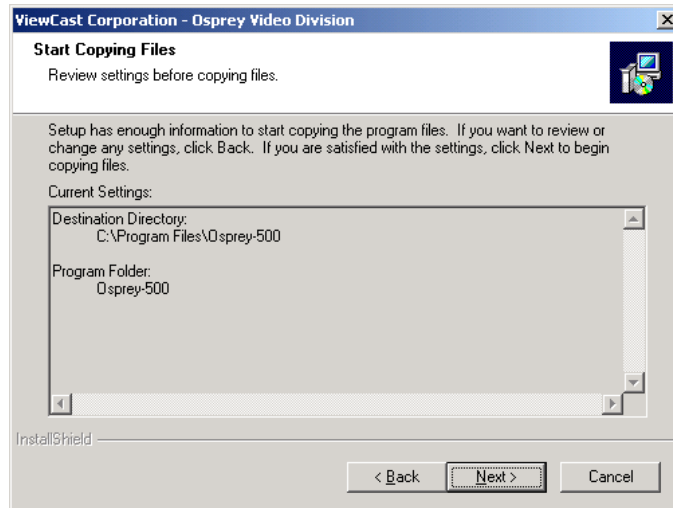 ViewCast Corporation - Osprey Video Division
Start Copying Files
Review settings before copying files.
Setup has enough information to start copying the program files.  If you want to review or
change any settings, click Back.  If you are satisfied with the settings, click Next to begin
copying files.
Current Settings:
Destination Directory:
C:\Program Files\Osprey-500
Program Folder:
Osprey-500
InstallShield
< Back
Next >
Cancel